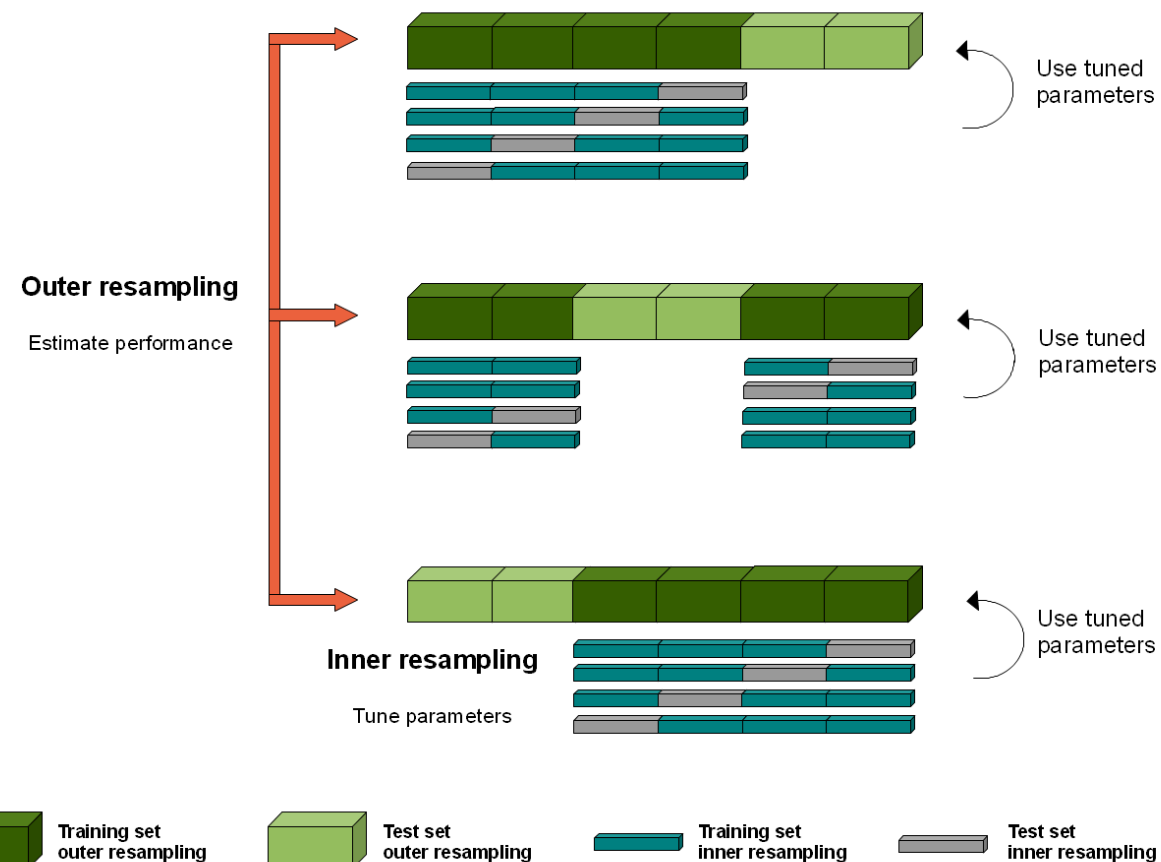 Use tuned
parameters
Outer resampling
Estimate performance
Use tuned
parameters
Use tuned
parameters
Inner resampling
Tune parameters
Training set
outer resampling
Test set
outer resampling
Training set
inner resampling
Test set
inner resampling